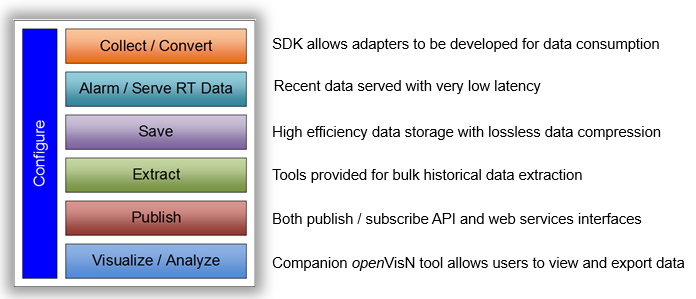 Configure
Collect / Convert
SDK allows adapters to be developed for data consumption
Alarm / Serve RT Data
Recent data served with very low latency
Save
High efficiency data storage with lossless data compression
Extract
Tools provided for bulk historical data extraction
Publish
Both publish / subscribe API and web services interfaces
Visualize / Analyze
Companion openVisN tool allows users to view and export data